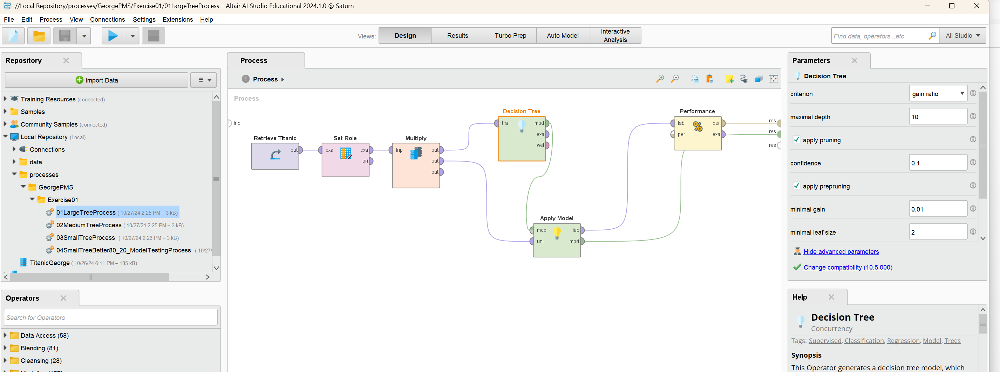 //Local Repository/processes/GeorgePMS/Exercise01/01LargeTreeProcess – Altair AI Studio Educational 2024.1.0 @ Saturn
File Edit Process View Connections Settings Extensions Help
Views: Design Results Turbo Prep Auto Model Interactive Analysis
Find data, operators...etc All Studio
Repository
Import Data
Training Resources (connected)
Samples
Community Samples (connected)
Local Repository (Local)
Connections
data
processes
GeorgePMS
Exercise01
01LargeTreeProcess ( 10/27/24 2:25 PM – 3 kB)
02MediumTreeProcess ( 10/27/24 2:25 PM – 3 kB)
03SmallTreeProcess ( 10/27/24 2:26 PM – 3 kB)
04SmallTreeBetter80_20_ModelTestingProcess ( 10/27/
TitanicGeorge ( 10/26/24 6:11 PM – 185 kB)
Operators
Search for Operators
Data Access (58)
Blending (81)
Cleansing (28)
Process
Process
Process
inp
Retrieve Titanic
out
Set Role
exa exa
ori
Multiply
inp out
out
out
Decision Tree
tra mod
exa
wei
Apply Model
mod lab
unl mod
Performance
lab per
per exa
res
res
res
Parameters
Decision Tree
criterion gain ratio
maximal depth 10
apply pruning
confidence 0.1
apply prepruning
minimal gain 0.01
minimal leaf size 2
Hide advanced parameters
Change compatibility (10.5.000)
Help
Decision Tree
Concurrency
Tags: Supervised, Classification, Regression, Model, Trees
Synopsis
This Operator generates a decision tree model, which